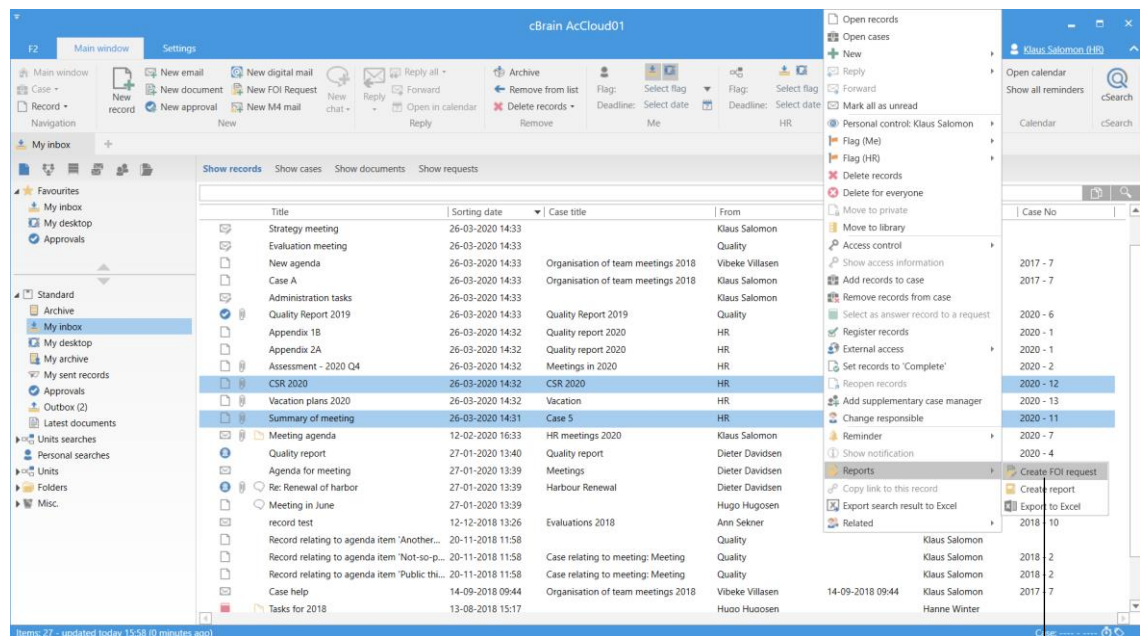 cBrain AcCloud01
F2 Main window Settings Klaus Salomon (HR)
Main window
Case
Record
Navigation
New record
New email
New document
New approval
New digital mail
New FOI Request
New M4 mail
New chat
New
Reply
Reply all
Forward
Open in calendar
Reply
Archive
Remove from list
Delete records
Remove
Flag: Select flag
Deadline: Select date
Me
Flag: Select flag
Deadline: Select date
HR
Open calendar
Show all reminders
Calendar
cSearch
cSearch
My inbox +
Show records Show cases Show documents Show requests
Favourites
My inbox
My desktop
Approvals
Standard
Archive
My inbox
My desktop
My archive
My sent records
Approvals
Outbox (2)
Latest documents
Units searches
Personal searches
Units
Folders
Misc.
Title Sorting date Case title From Case No
Strategy meeting 26-03-2020 14:33 Klaus Salomon
Evaluation meeting 26-03-2020 14:33 Quality
New agenda 26-03-2020 14:33 Organisation of team meetings 2018 Vibeke Villasen 2017 - 7
Case A 26-03-2020 14:33 Organisation of team meetings 2018 Klaus Salomon 2017 - 7
Administration tasks 26-03-2020 14:33 Klaus Salomon
Quality Report 2019 26-03-2020 14:33 Quality Report 2019 Quality 2020 - 6
Appendix 1B 26-03-2020 14:32 Quality report 2020 HR 2020 - 1
Appendix 2A 26-03-2020 14:32 Quality report 2020 HR 2020 - 1
Assessment - 2020 Q4 26-03-2020 14:32 Meetings in 2020 HR 2020 - 2
CSR 2020 26-03-2020 14:32 CSR 2020 HR 2020 - 12
Vacation plans 2020 26-03-2020 14:32 Vacation HR 2020 - 13
Summary of meeting 26-03-2020 14:31 Case 5 HR 2020 - 11
Meeting agenda 12-02-2020 16:33 HR meetings 2020 Klaus Salomon 2020 - 7
Quality report 27-01-2020 13:40 Quality report Dieter Davidsen 2020 - 4
Agenda for meeting 27-01-2020 13:39 Meetings Dieter Davidsen
Re: Renewal of harbor 27-01-2020 13:39 Harbour Renewal Dieter Davidsen
Meeting in June 27-01-2020 13:39 Hugo Hugosen
record test 12-12-2018 13:26 Evaluations 2018 Ann Sekner 2018 - 10
Record relating to agenda item 'Another... 20-11-2018 11:58 Quality Klaus Salomon
Record relating to agenda item 'Not-so-p... 20-11-2018 11:58 Case relating to meeting: Meeting Quality Klaus Salomon 2018 - 2
Record relating to agenda item 'Public thi... 20-11-2018 11:58 Case relating to meeting: Meeting Quality Klaus Salomon 2018 - 2
Case help 14-09-2018 09:44 Organisation of team meetings 2018 Vibeke Villasen 14-09-2018 09:44 Klaus Salomon 2017 - 7
Tasks for 2018 13-08-2018 15:17 Hugo Hugosen Hanne Winter
Open records
Open cases
New
Reply
Forward
Mark all as unread
Personal control: Klaus Salomon
Flag (Me)
Flag (HR)
Delete records
Delete for everyone
Move to private
Move to library
Access control
Show access information
Add records to case
Remove records from case
Select as answer record to a request
Register records
External access
Set records to 'Complete'
Reopen records
Add supplementary case manager
Change responsible
Reminder
Show notification
Reports
Copy link to this record
Export search result to Excel
Related
Create FOI request
Create report
Export to Excel
Items: 27 - updated today 15:58 (0 minutes ago) Case: ---- - ----